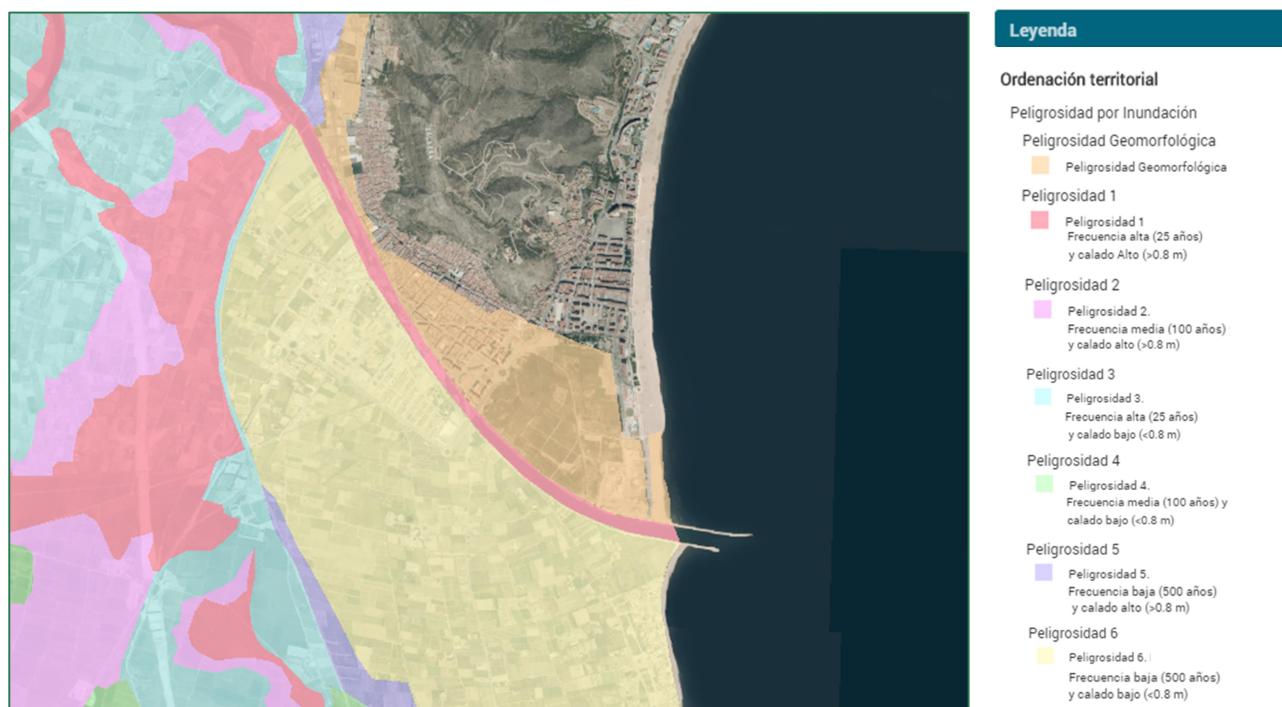 Leyenda
Ordenación territorial
Peligrosidad por Inundación
Peligrosidad Geomorfológica
Peligrosidad Geomorfológica
Peligrosidad 1
Peligrosidad 1
Frecuencia alta (25 años)
y calado Alto (>0.8 m)
Peligrosidad 2
Peligrosidad 2.
Frecuencia media (100 años)
y calado alto (>0.8 m)
Peligrosidad 3
Peligrosidad 3.
Frecuencia alta (25 años)
y calado bajo (<0.8 m)
Peligrosidad 4
Peligrosidad 4.
Frecuencia media (100 años) y
calado bajo (<0.8 m)
Peligrosidad 5
Peligrosidad 5.
Frecuencia baja (500 años)
y calado alto (>0.8 m)
Peligrosidad 6
Peligrosidad 6.
Frecuencia baja (500 años)
y calado bajo (<0.8 m)